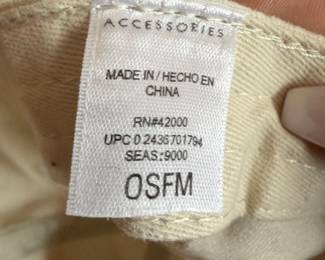 ACCESSORIES
MADE IN / HECHO EN
CHINA
RN#42000
UPC 0 2436701794
SEAS: 9000
OSFM